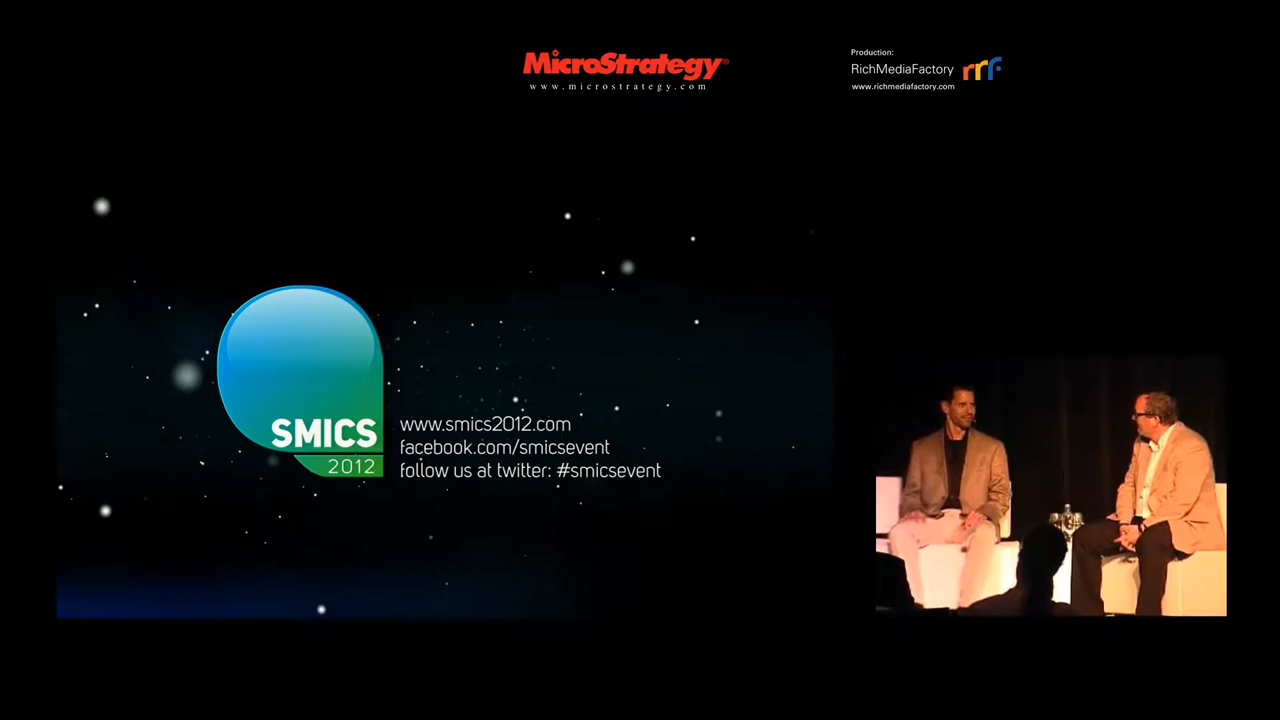 MicroStrategy®
www.microstrategy.com
Production:
RichMediaFactory rrf
www.richmediafactory.com
SMICS
2012
www.smics2012.com
facebook.com/smicsevent
follow us at twitter: #smicsevent